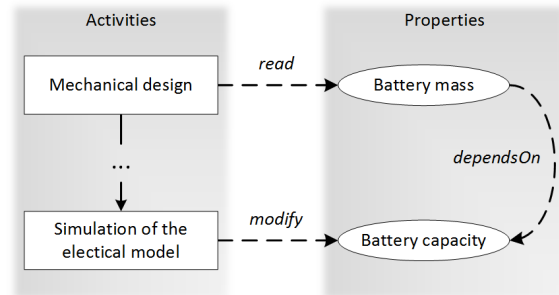 Activities
Properties
Mechanical design
read
Battery mass
...
dependsOn
Simulation of the
electical model
modify
Battery capacity